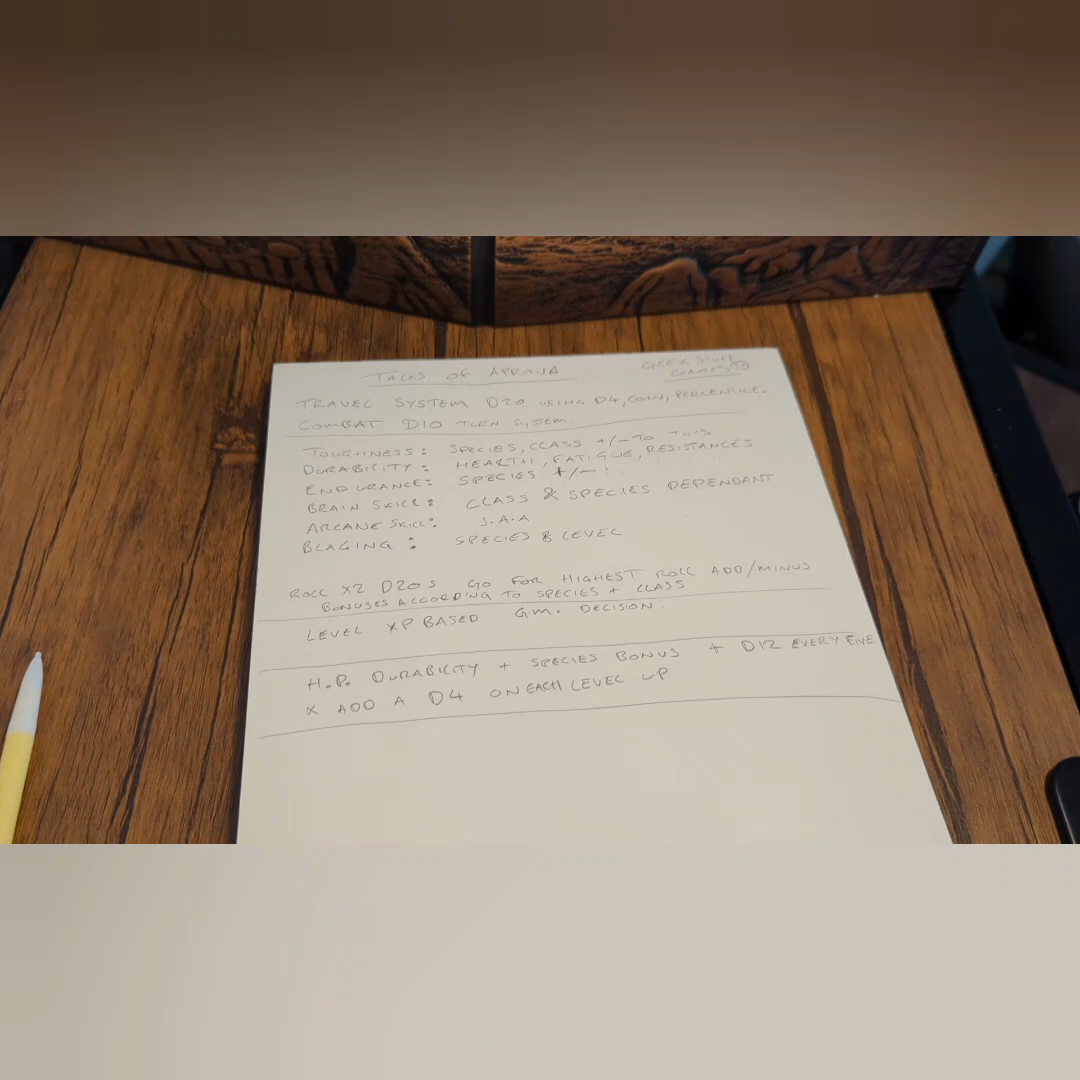 TALES OF APROVA
GEEK STUFF
GAMES
TRAVEL SYSTEM D20 USING D4, COIN, PERCENTILE.
COMBAT D10 TURN SYSTEM.
TOUGHNESS: SPECIES, CLASS +/- TO THIS
DURABILITY: HEALTH, FATIGUE, RESISTANCES
ENDURANCE: SPECIES +/-
BRAIN SKILL: CLASS & SPECIES DEPENDANT
ARCANE SKILL: S.A.A
BLAGING: SPECIES & LEVEL
ROLL X2 D20S GO FOR HIGHEST ROLL ADD/MINUS
BONUSES ACCORDING TO SPECIES + CLASS
LEVEL XP BASED G.M. DECISION.
H.P. DURABILITY + SPECIES BONUS + D12 EVERY FIVE
& ADD A D4 ON EACH LEVEL UP